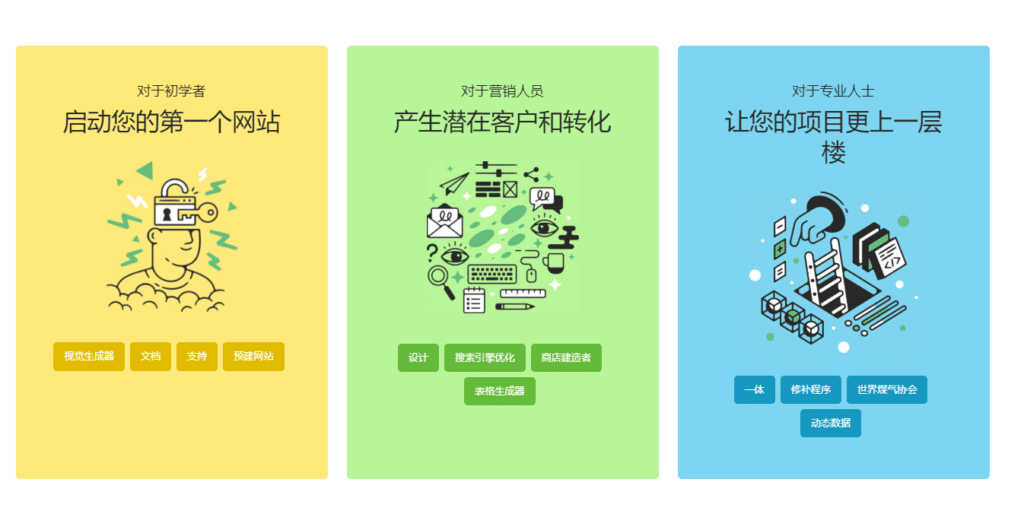 对于初学者
启动您的第一个网站
视觉生成器
文档
支持
预建网站
对于营销人员
产生潜在客户和转化
设计
搜索引擎优化
商店建造者
表格生成器
对于专业人士
让您的项目更上一层
楼
一体
修补程序
世界煤气协会
动态数据